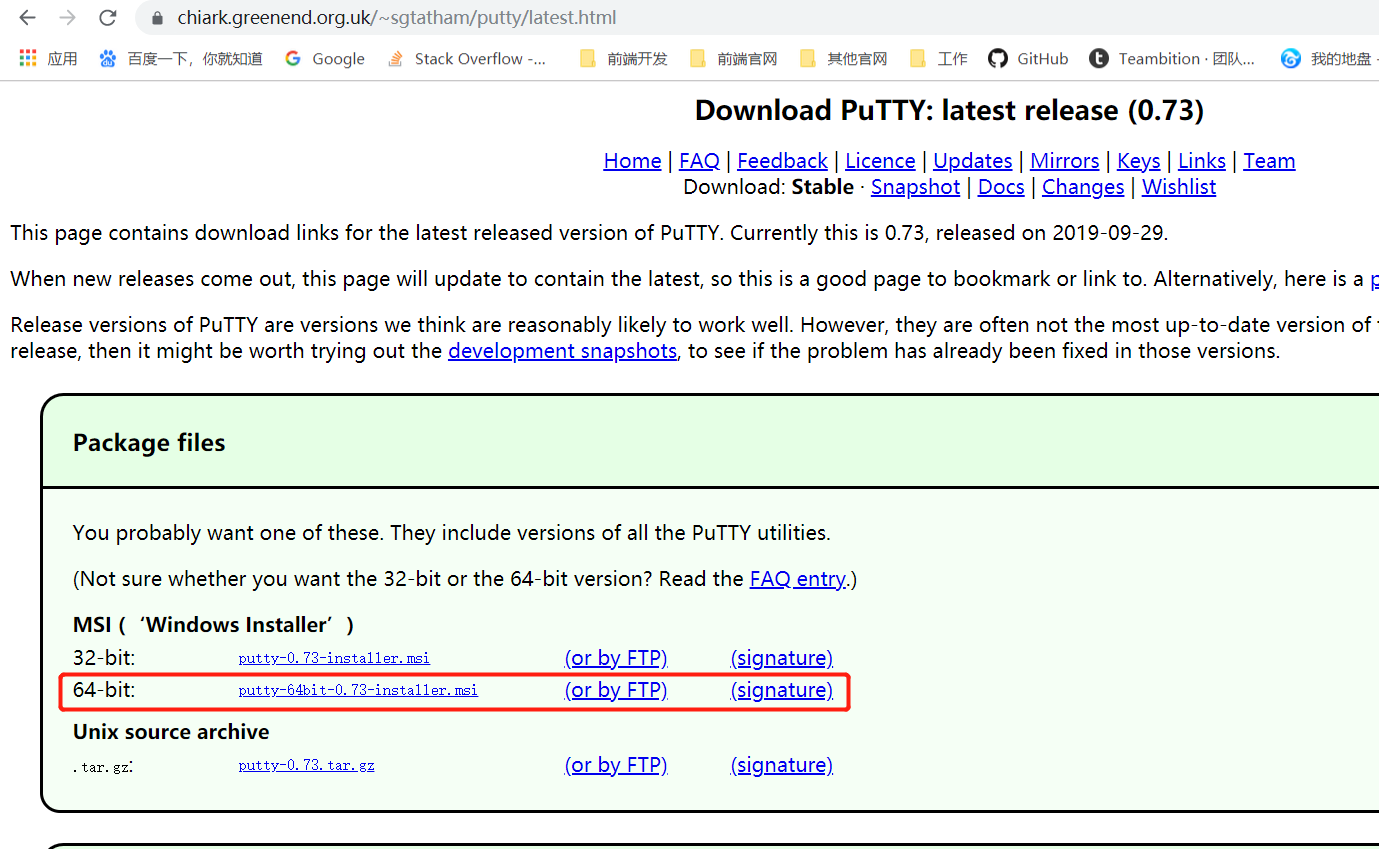 chiark.greenend.org.uk/~sgtatham/putty/latest.html
应用 百度一下，你就知道 Google Stack Overflow -... 前端开发 前端官网 其他官网 工作 GitHub Teambition · 团队... 我的地盘 -
Download PuTTY: latest release (0.73)
Home | FAQ | Feedback | Licence | Updates | Mirrors | Keys | Links | Team
Download: Stable · Snapshot | Docs | Changes | Wishlist
This page contains download links for the latest released version of PuTTY. Currently this is 0.73, released on 2019-09-29.
When new releases come out, this page will update to contain the latest, so this is a good page to bookmark or link to. Alternatively, here is a
Release versions of PuTTY are versions we think are reasonably likely to work well. However, they are often not the most up-to-date version of
release, then it might be worth trying out the development snapshots, to see if the problem has already been fixed in those versions.
Package files
You probably want one of these. They include versions of all the PuTTY utilities.
(Not sure whether you want the 32-bit or the 64-bit version? Read the FAQ entry.)
MSI (‘Windows Installer’)
32-bit: putty-0.73-installer.msi (or by FTP) (signature)
64-bit: putty-64bit-0.73-installer.msi (or by FTP) (signature)
Unix source archive
.tar.gz: putty-0.73.tar.gz (or by FTP) (signature)